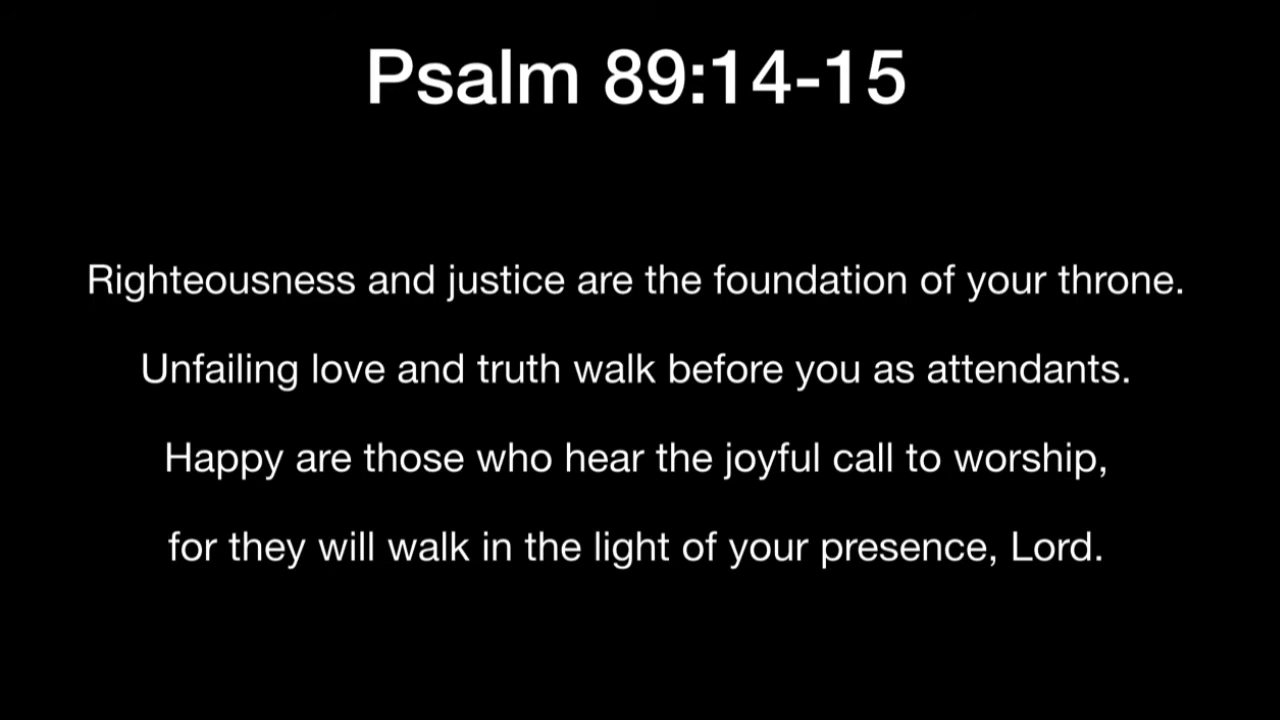 Psalm 89:14-15
Righteousness and justice are the foundation of your throne.
Unfailing love and truth walk before you as attendants.
Happy are those who hear the joyful call to worship,
for they will walk in the light of your presence, Lord.